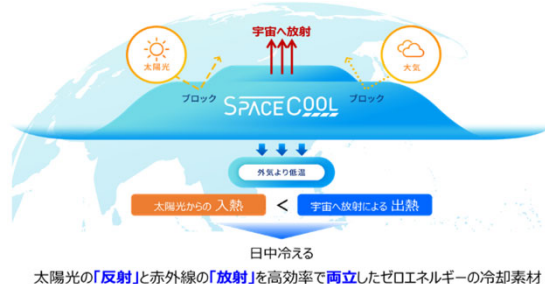 宇宙へ放射
太陽光
大気
ブロック
ブロック
SPACECOOL
外気より低温
太陽光からの 入熱
<
宇宙へ放射による 出熱
日中冷える
太陽光の「反射」と赤外線の「放射」を高効率で両立したゼロエネルギーの冷却素材